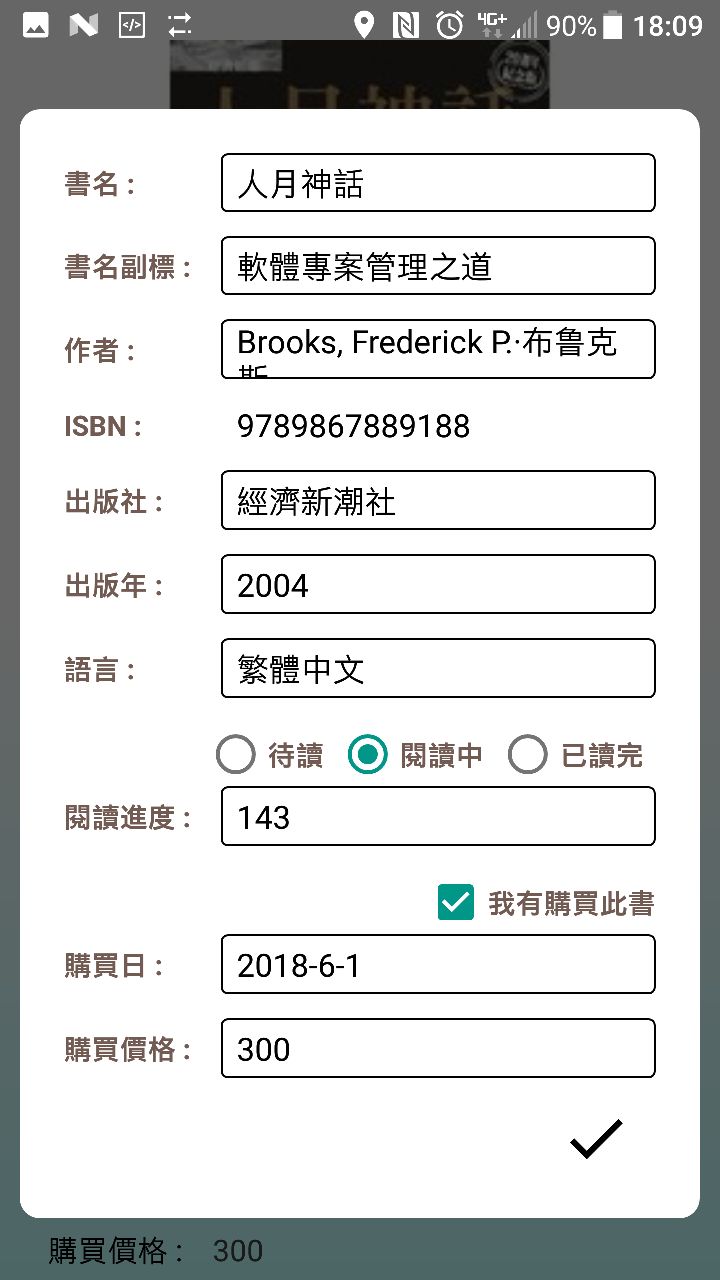 90% 18:09
書名 : 人月神話
書名副標 : 軟體專案管理之道
作者 : Brooks, Frederick P.·布鲁克
斯
ISBN : 9789867889188
出版社 : 經濟新潮社
出版年 : 2004
語言 : 繁體中文
待讀 閱讀中 已讀完
閱讀進度 : 143
我有購買此書
購買日 : 2018-6-1
購買價格 : 300
購買價格 : 300